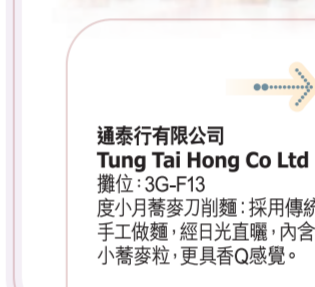 通泰行有限公司
Tung Tai Hong Co Ltd
攤位：3G-F13
度小月蕎麥刀削麵：採用傳統
手工做麵，經日光直曬，內含
小蕎麥粒，更具香Q感覺。